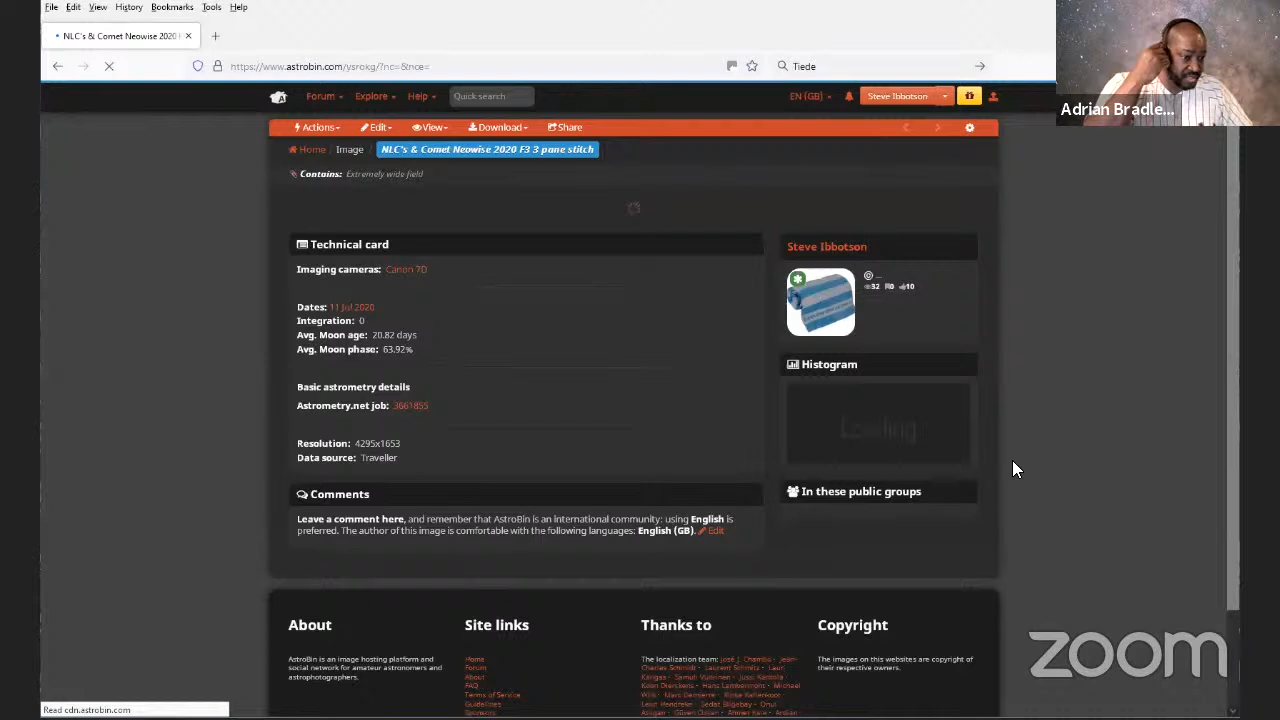 File Edit View History Bookmarks Tools Help
NLC's & Comet Neowise 2020
https://www.astrobin.com/ysrokg/?nc=&nce=
Tiede
Forum Explore Help Quick search EN (GB) Steve Ibbotson
Adrian Bradle...
Actions Edit View Download Share
Home / Image / NLC's & Comet Neowise 2020 F3 3 pane stitch
Contains: Extremely wide field
Technical card
Imaging cameras: Canon 7D
Dates: 11 Jul 2020
Integration: 0
Avg. Moon age: 20.82 days
Avg. Moon phase: 63.92%
Basic astrometry details
Astrometry.net job: 3661855
Resolution: 4295x1653
Data source: Traveller
Comments
Leave a comment here, and remember that AstroBin is an international community: using English is
preferred. The author of this image is comfortable with the following languages: English (GB). Edit
Steve Ibbotson
...
32 0 10
Histogram
Loading
In these public groups
About
AstroBin is an image hosting platform and
social network for amateur astronomers and
astrophotographers.
Site links
Home
Forum
About
FAQ
Terms of Service
Guidelines
Sponsors
Thanks to
The localization team:
Copyright
The images on this websites are copyright of
their respective owners.
Read cdn.astrobin.com
zoom